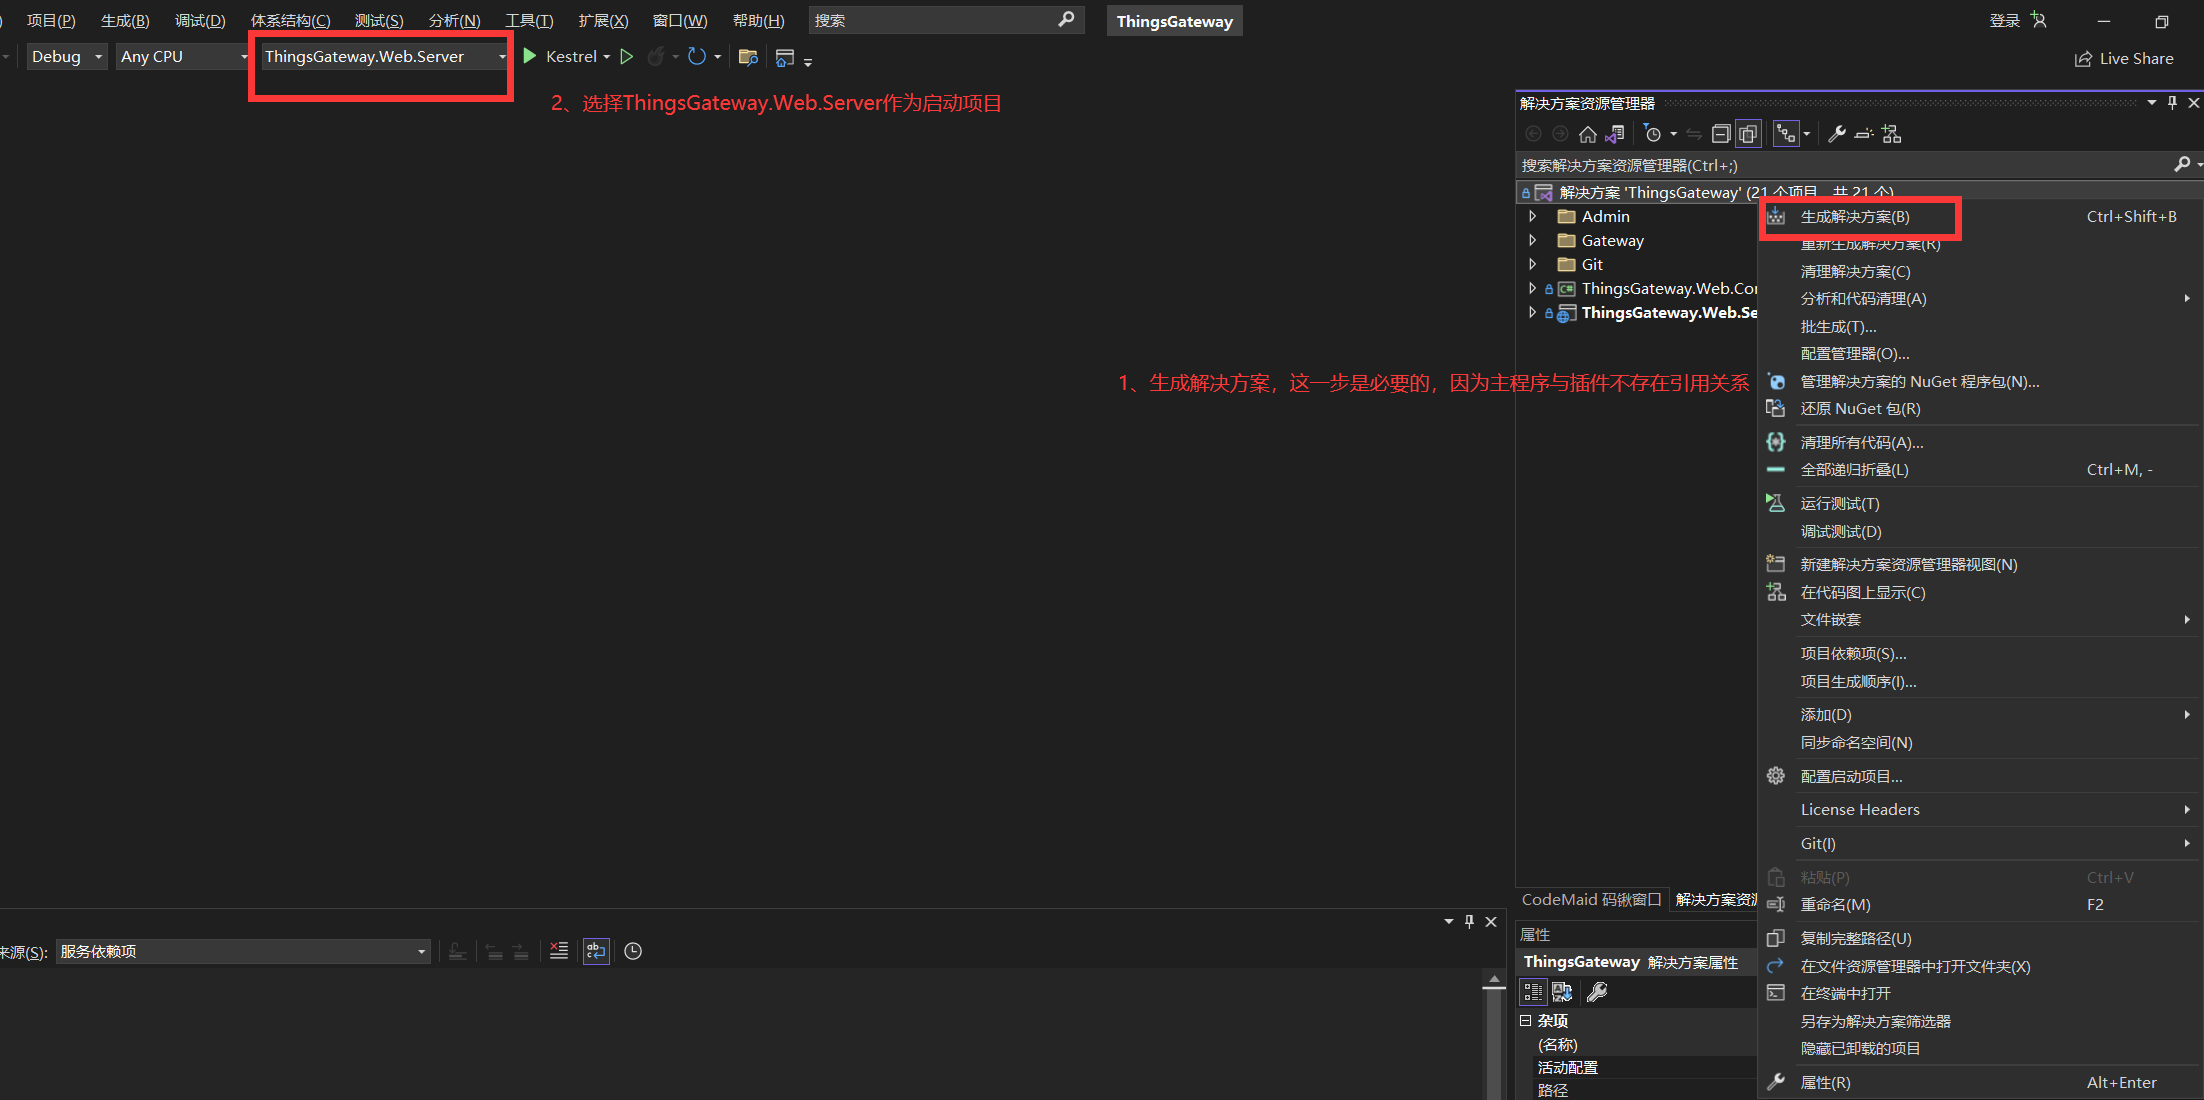 ) 项目(P) 生成(B) 调试(D) 体系结构(C) 测试(S) 分析(N) 工具(T) 扩展(X) 窗口(W) 帮助(H) 搜索 ThingsGateway 登录
Debug Any CPU ThingsGateway.Web.Server Kestrel Live Share
2、选择ThingsGateway.Web.Server作为启动项目
解决方案资源管理器
搜索解决方案资源管理器(Ctrl+;)
解决方案 'ThingsGateway' (21 个项目，共 21 个)
Admin
Gateway
Git
ThingsGateway.Web.Cor
ThingsGateway.Web.Se
1、生成解决方案，这一步是必要的，因为主程序与插件不存在引用关系
生成解决方案(B) Ctrl+Shift+B
重新生成解决方案(R)
清理解决方案(C)
分析和代码清理(A)
批生成(T)...
配置管理器(O)...
管理解决方案的 NuGet 程序包(N)...
还原 NuGet 包(R)
清理所有代码(A)...
全部递归折叠(L) Ctrl+M, -
运行测试(T)
调试测试(D)
新建解决方案资源管理器视图(N)
在代码图上显示(C)
文件嵌套
项目依赖项(S)...
项目生成顺序(I)...
添加(D)
同步命名空间(N)
配置启动项目...
License Headers
Git(I)
粘贴(P) Ctrl+V
重命名(M) F2
复制完整路径(U)
在文件资源管理器中打开文件夹(X)
在终端中打开
另存为解决方案筛选器
隐藏已卸载的项目
属性(R) Alt+Enter
CodeMaid 码锹窗口 解决方案资源
属性
ThingsGateway 解决方案属性
杂项
(名称)
活动配置
路径
来源(S): 服务依赖项